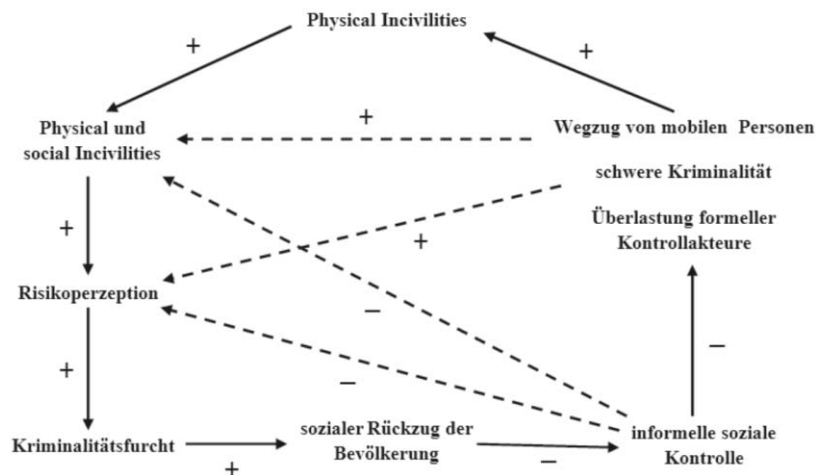 Physical Incivilities
+
+
Physical und
social Incivilities
+
Wegzug von mobilen Personen
schwere Kriminalität
Überlastung formeller
Kontrollakteure
+
+
Risikoperzeption
–
–
+
–
Kriminalitätsfurcht
+
sozialer Rückzug der
Bevölkerung
–
informelle soziale
Kontrolle